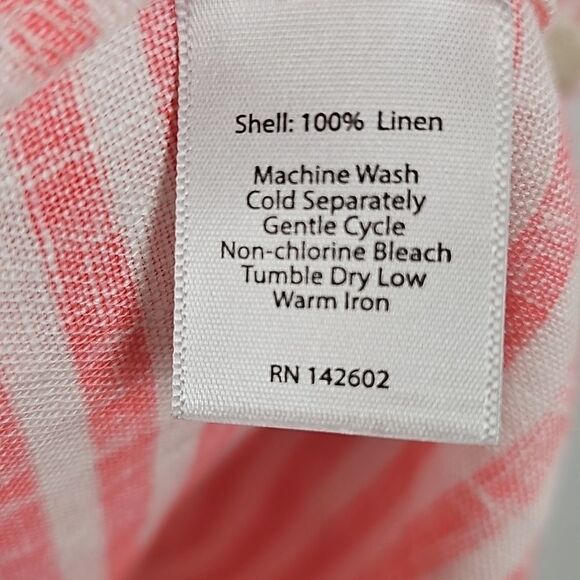 Shell: 100% Linen
Machine Wash
Cold Separately
Gentle Cycle
Non-chlorine Bleach
Tumble Dry Low
Warm Iron
RN 142602